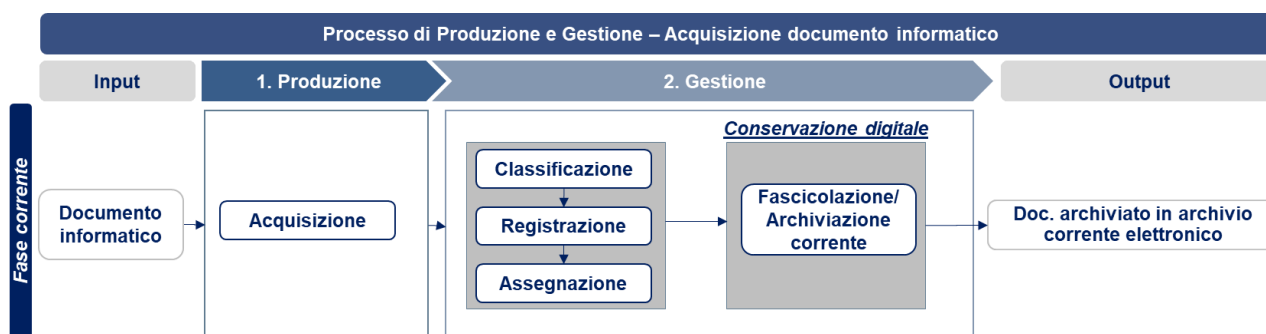 Processo di Produzione e Gestione – Acquisizione documento informatico
Input
1. Produzione
2. Gestione
Output
Fase corrente
Documento
informatico
Acquisizione
Classificazione
Registrazione
Assegnazione
Conservazione digitale
Fascicolazione/
Archiviazione
corrente
Doc. archiviato in archivio
corrente elettronico